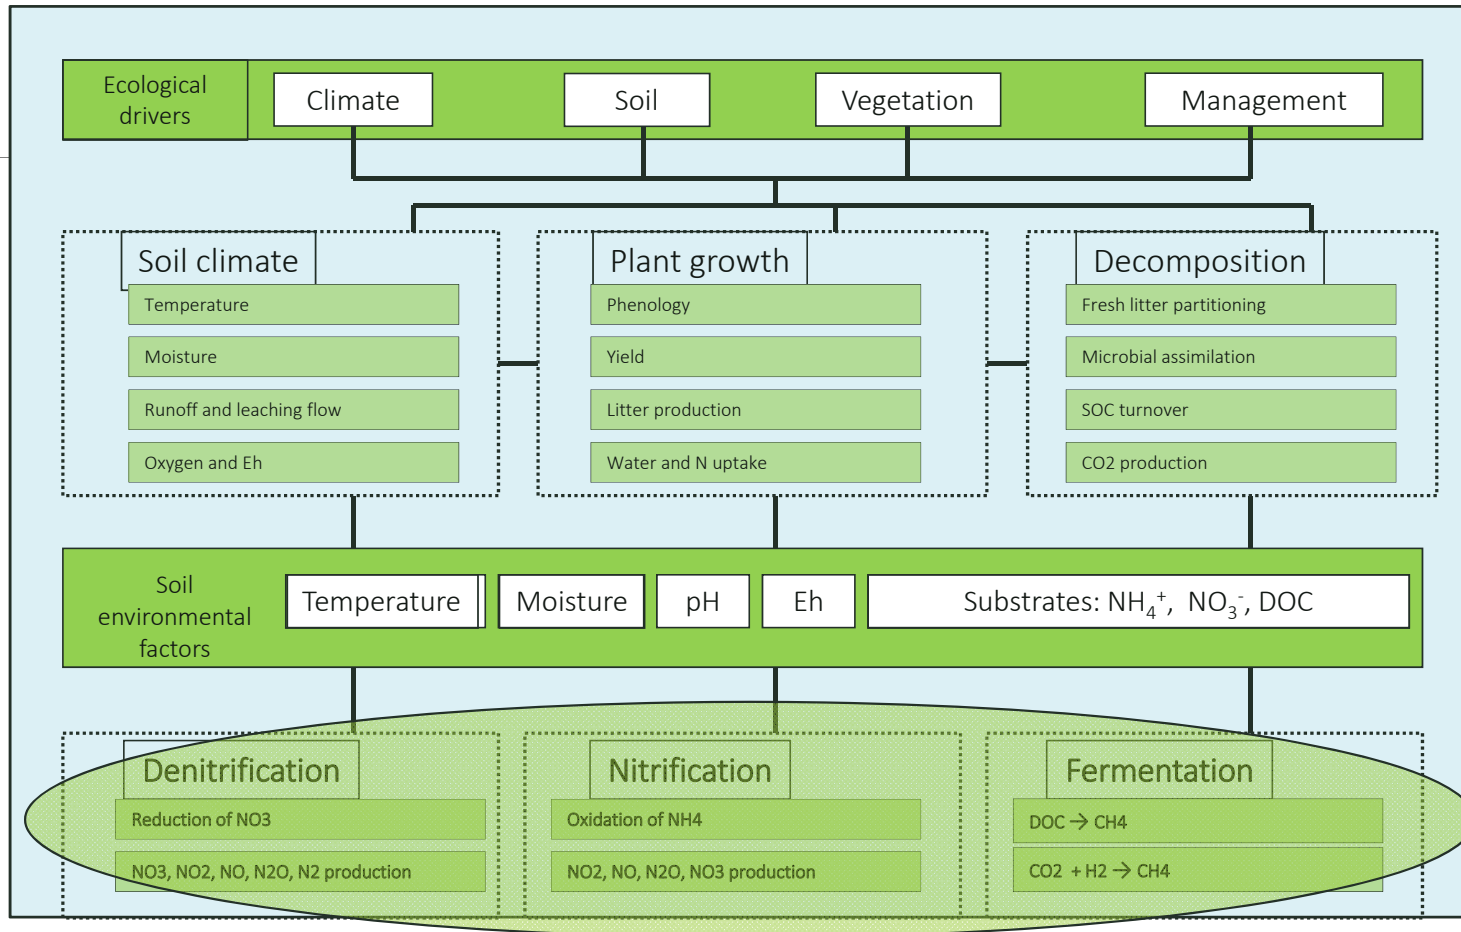 Ecological
drivers
Climate
Soil
Vegetation
Management
Soil climate
Temperature
Moisture
Runoff and leaching flow
Oxygen and Eh
Plant growth
Phenology
Yield
Litter production
Water and N uptake
Decomposition
Fresh litter partitioning
Microbial assimilation
SOC turnover
CO2 production
Soil
environmental
factors
Temperature
Moisture
pH
Eh
Substrates: NH₄⁺, NO₃⁻, DOC
Denitrification
Reduction of NO3
NO3, NO2, NO, N2O, N2 production
Nitrification
Oxidation of NH4
NO2, NO, N2O, NO3 production
Fermentation
DOC → CH4
CO2 + H2 → CH4